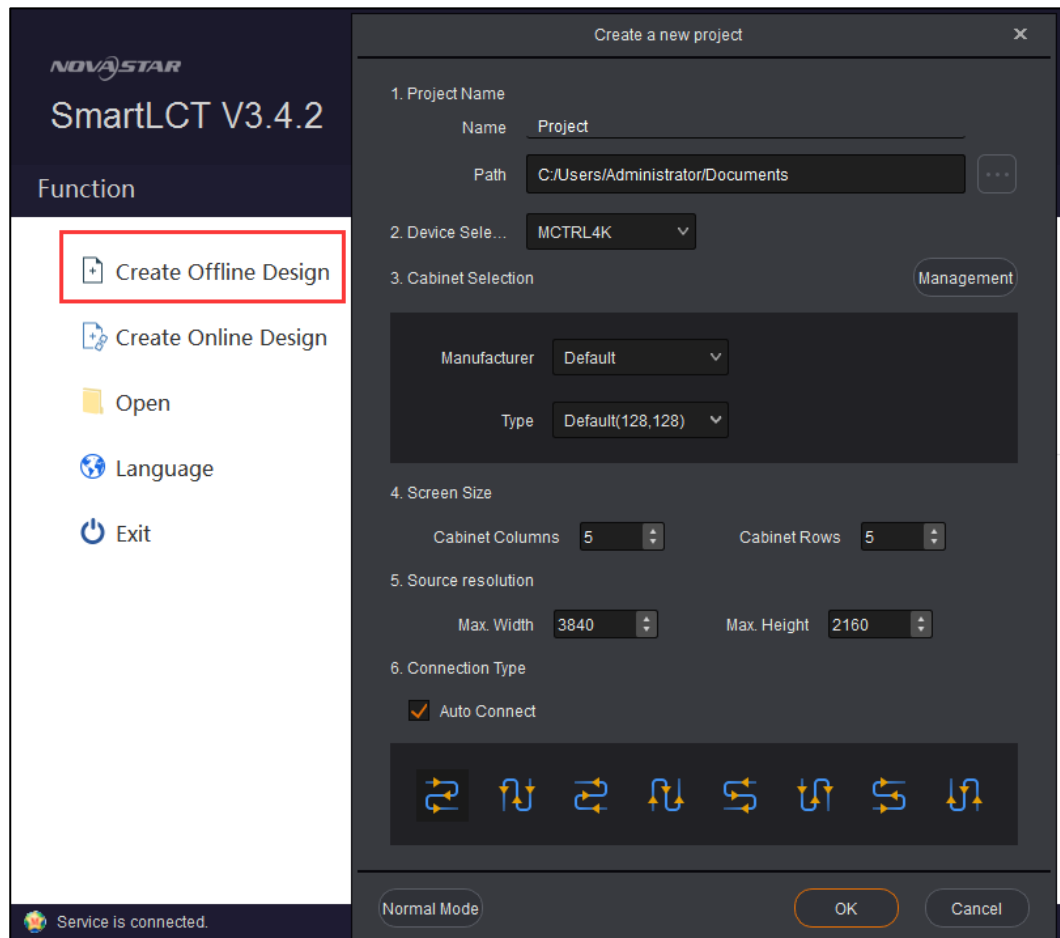 NOVASTAR
SmartLCT V3.4.2
Function
Create Offline Design
Create Online Design
Open
Language
Exit
Service is connected.
Create a new project
1. Project Name
Name Project
Path C:/Users/Administrator/Documents
2. Device Sele... MCTRL4K
3. Cabinet Selection Management
Manufacturer Default
Type Default(128,128)
4. Screen Size
Cabinet Columns 5 Cabinet Rows 5
5. Source resolution
Max. Width 3840 Max. Height 2160
6. Connection Type
Auto Connect
Normal Mode OK Cancel